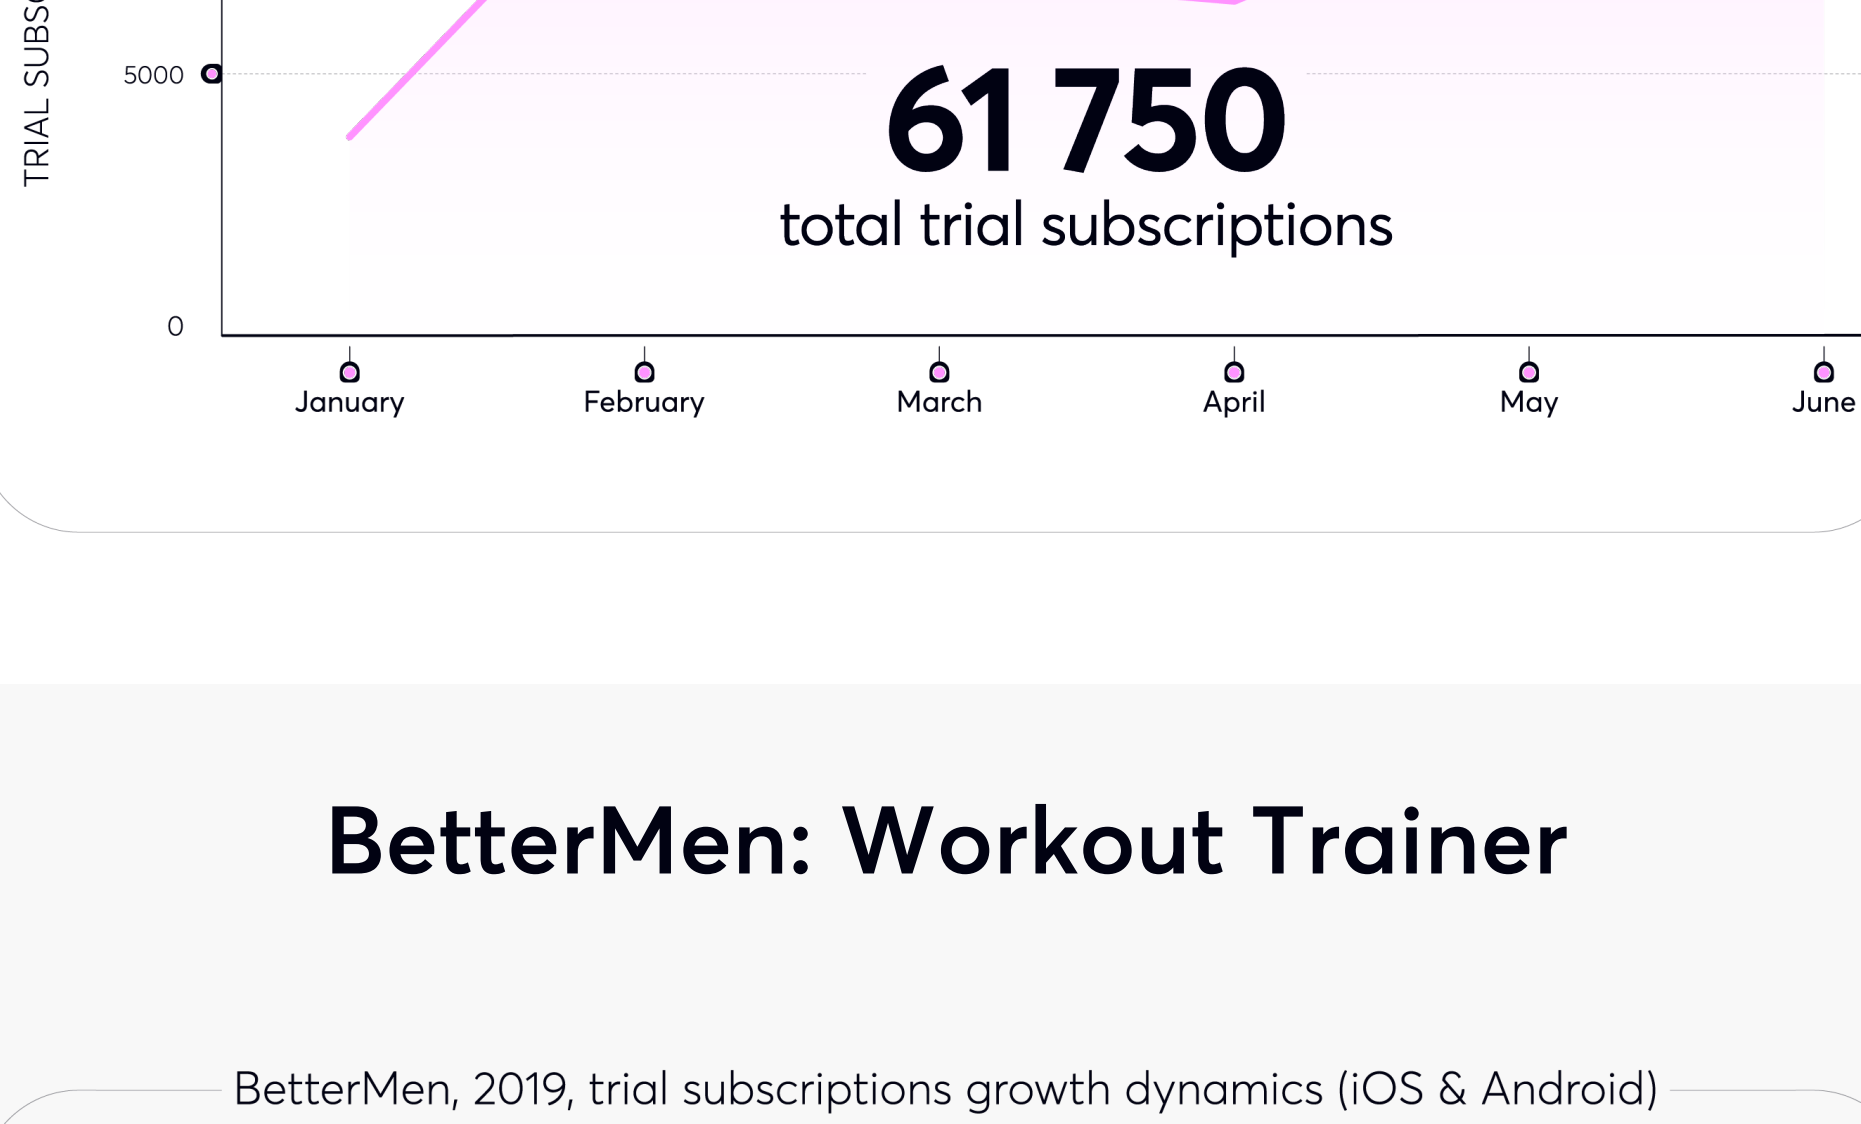 TRIAL
5000
61 750
total trial subscriptions
0
January February March April May June
BetterMen: Workout Trainer
BetterMen, 2019, trial subscriptions growth dynamics (iOS & Android)